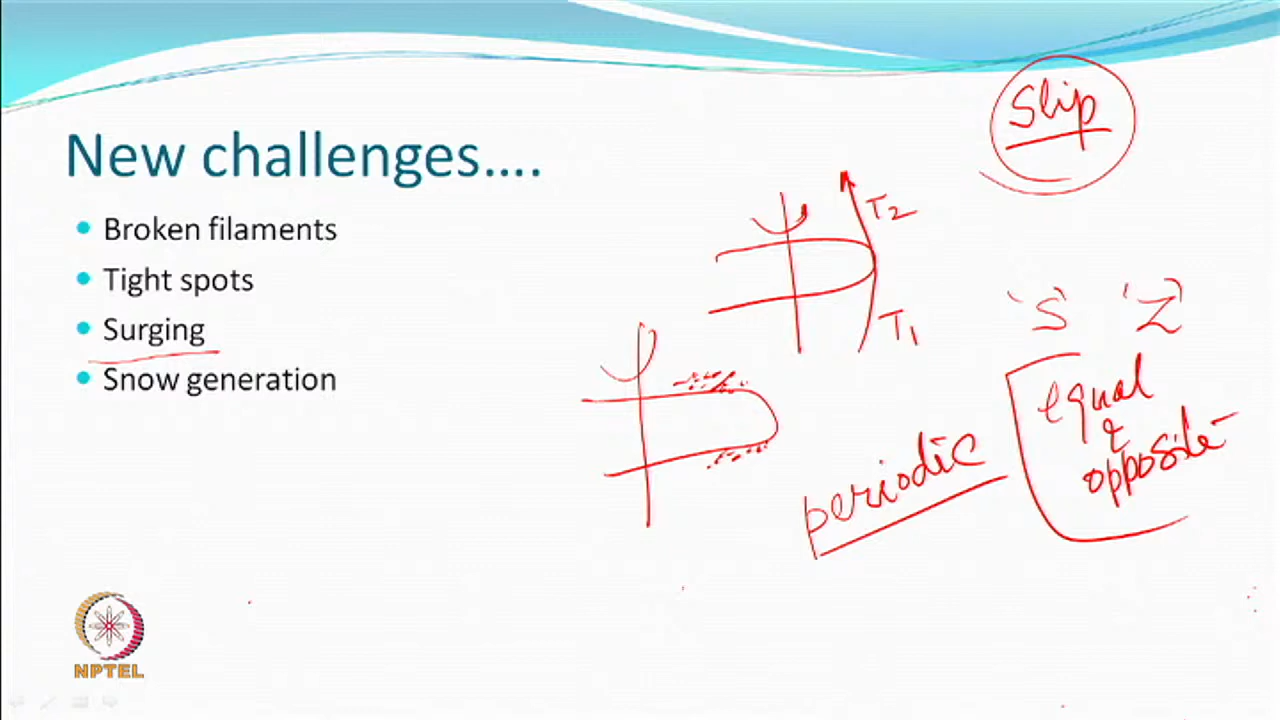 New challenges….
Broken filaments
Tight spots
Surging
Snow generation
Slip
T2
T1
'S' 'Z'
equal
&
opposite
periodic
NPTEL